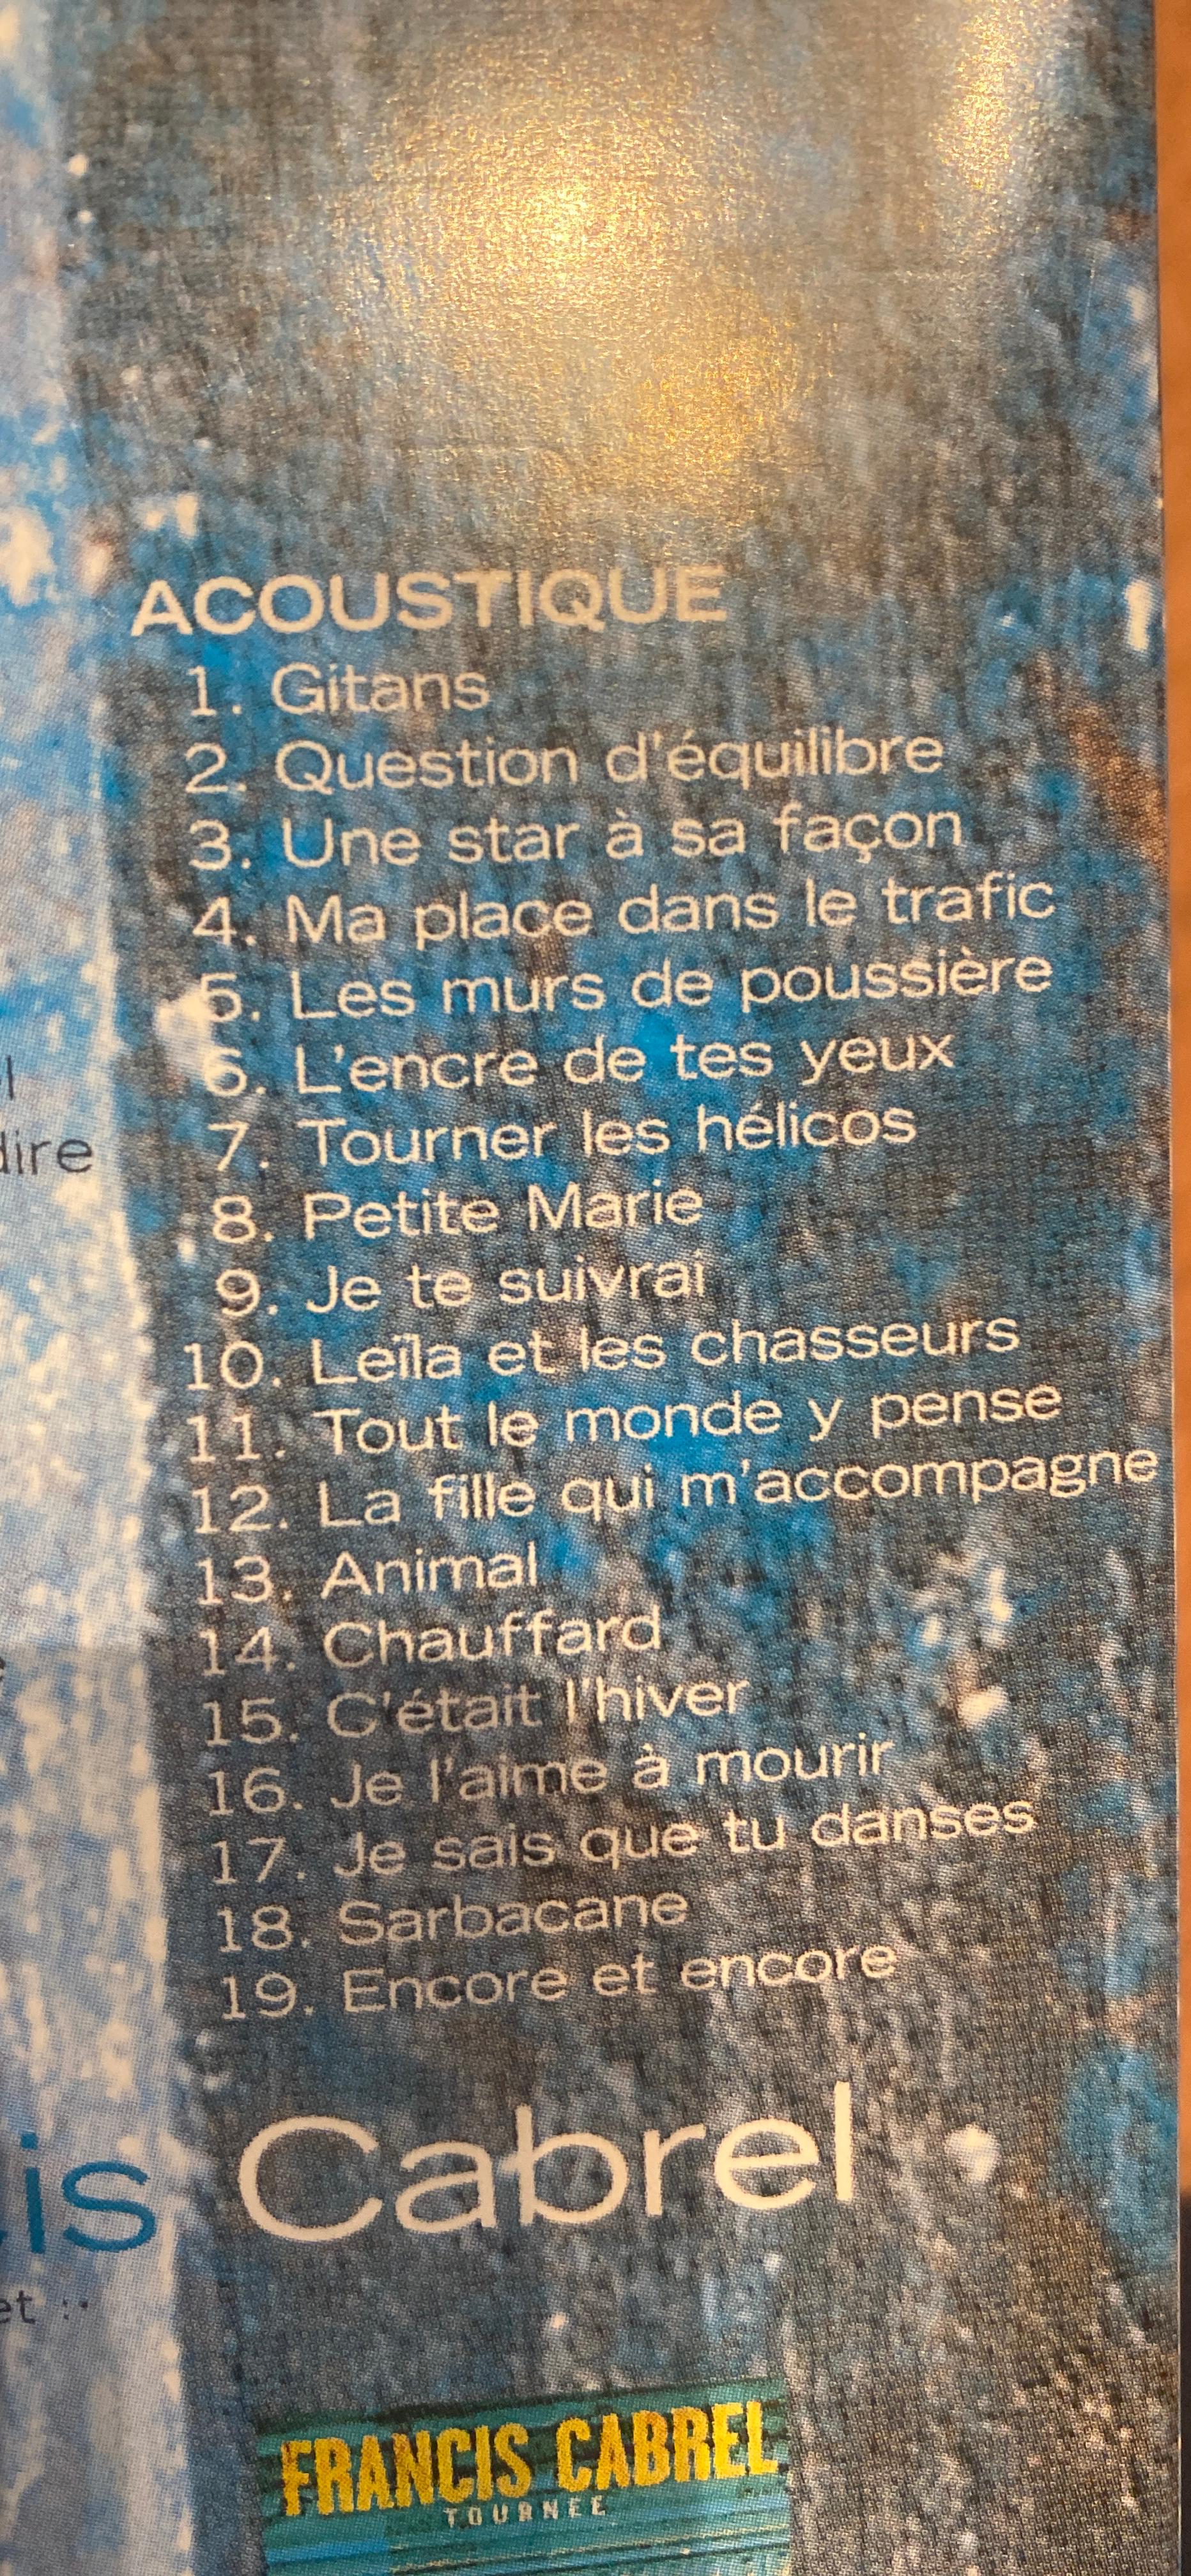 ACOUSTIQUE
1. Gitans
2. Question d'équilibre
3. Une star à sa façon
4. Ma place dans le trafic
5. Les murs de poussière
6. L'encre de tes yeux
7. Tourner les hélicos
8. Petite Marie
9. Je te suivrai
10. Leïla et les chasseurs
11. Tout le monde y pense
12. La fille qui m'accompagne
13. Animal
14. Chauffard
15. C'était l'hiver
16. Je l'aime à mourir
17. Je sais que tu danses
18. Sarbacane
19. Encore et encore
dire
is Cabrel
et :·
FRANCIS CABREL
TOURNÉE